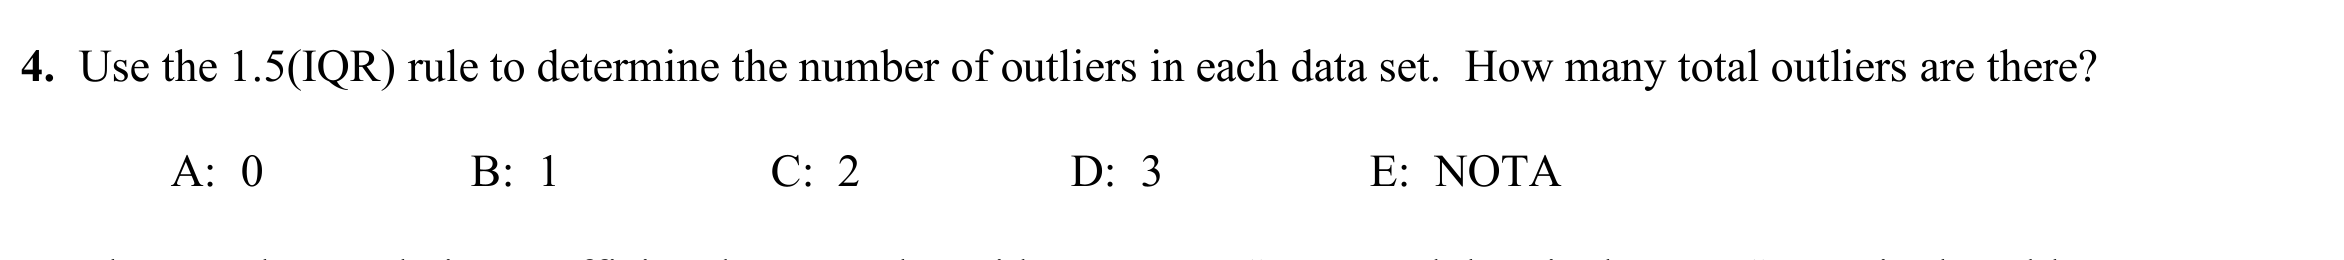 4. Use the 1.5(IQR) rule to determine the number of outliers in each data set. How many total outliers are there?
A: 0 B: 1 C: 2 D: 3 E: NOTA